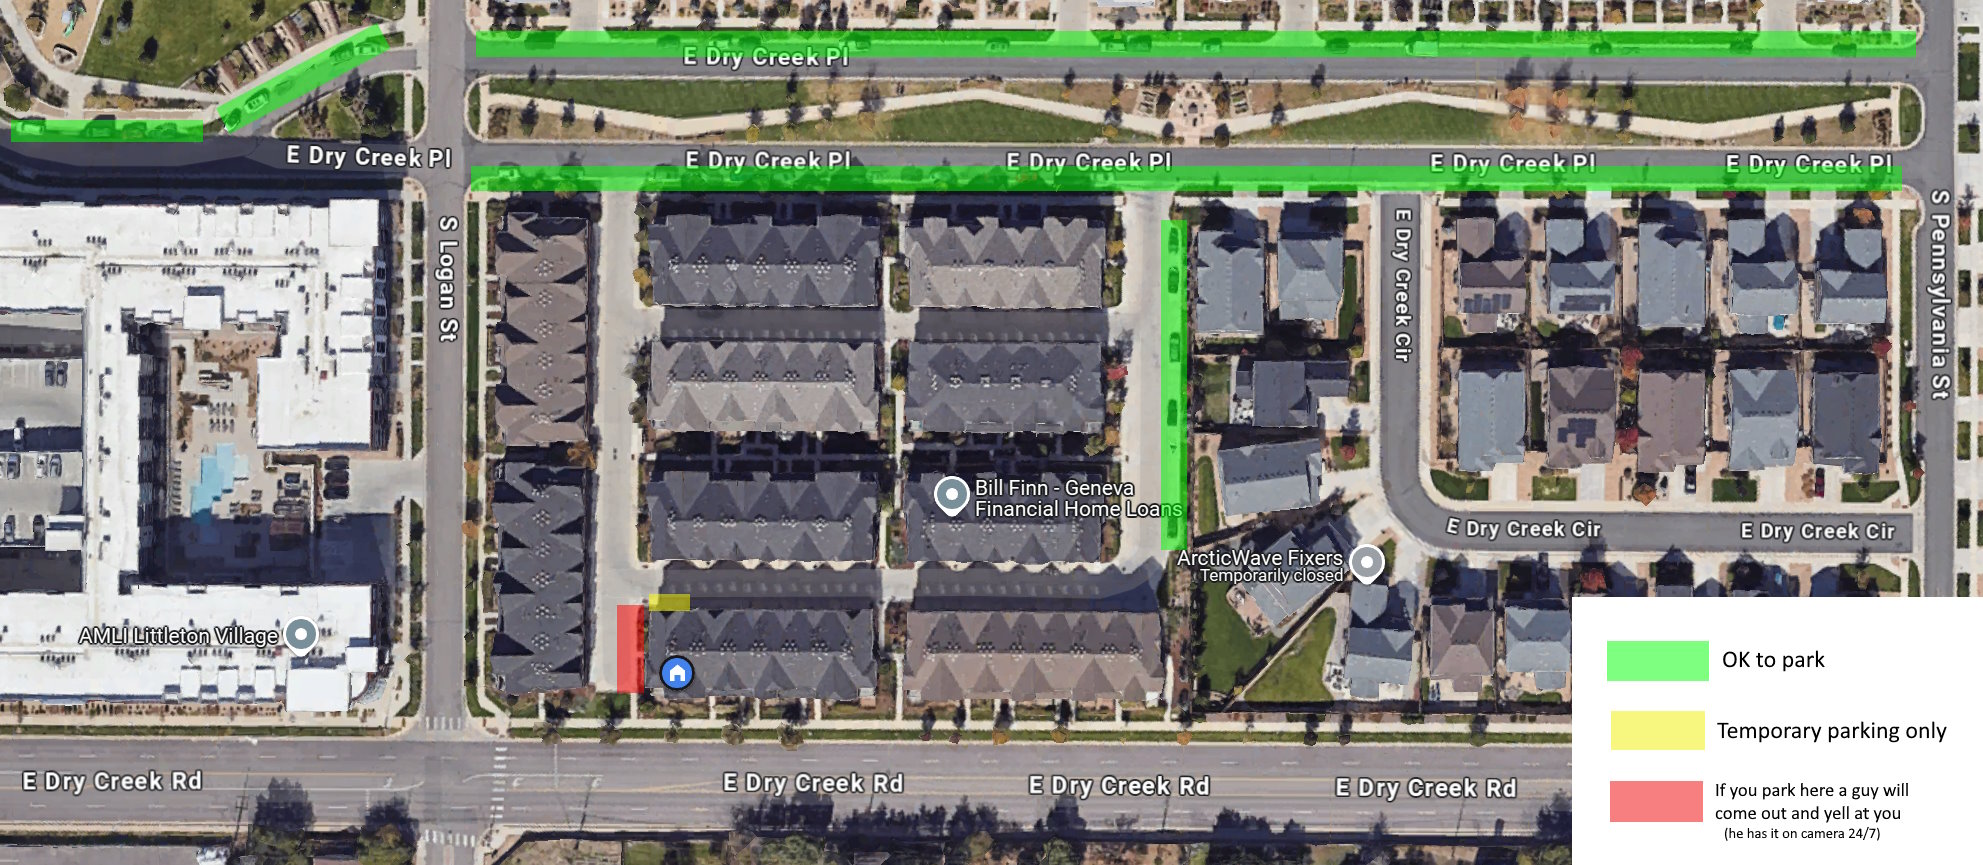 E Dry Creek Pl
E Dry Creek Pl
E Dry Creek Pl
E Dry Creek Pl
E Dry Creek Pl
E Dry Creek Pl
S Logan St
E Dry Creek Cir
S Pennsylvania St
Bill Finn - Geneva
Financial Home Loans
E Dry Creek Cir
E Dry Creek Cir
ArcticWave Fixers
Temporarily closed
AMLI Littleton Village
E Dry Creek Rd
E Dry Creek Rd
E Dry Creek Rd
E Dry Creek Rd
OK to park
Temporary parking only
If you park here a guy will
come out and yell at you
(he has it on camera 24/7)